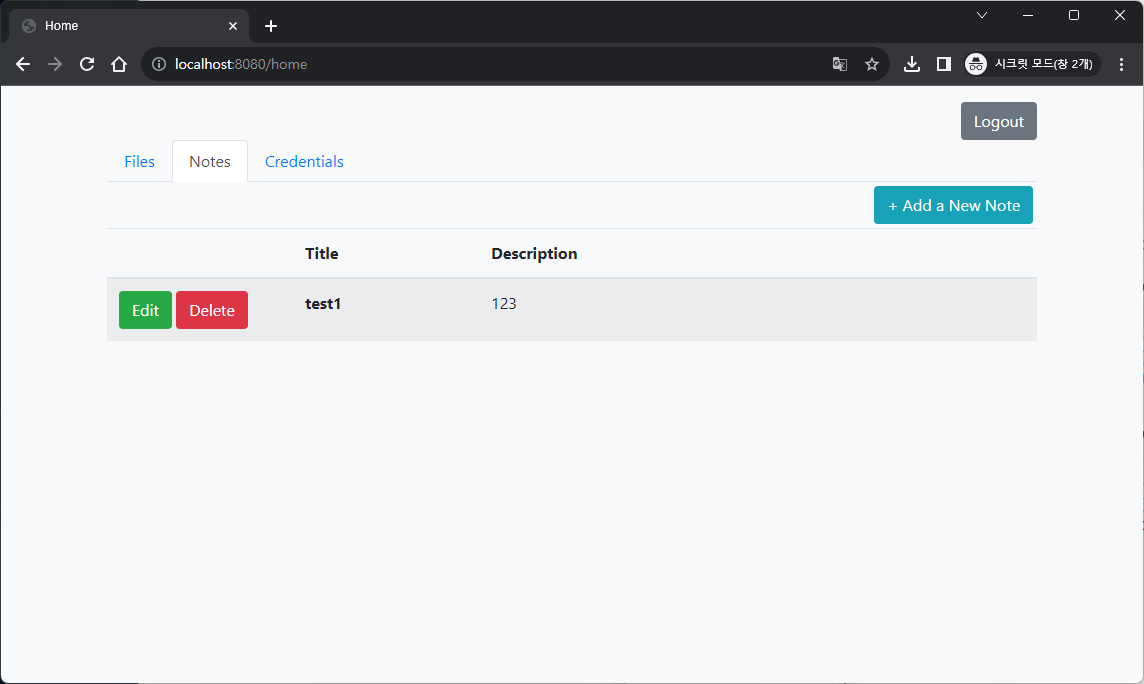 Home
localhost:8080/home
시크릿 모드(창 2개)
Logout
Files Notes Credentials
+ Add a New Note
Title Description
Edit Delete test1 123